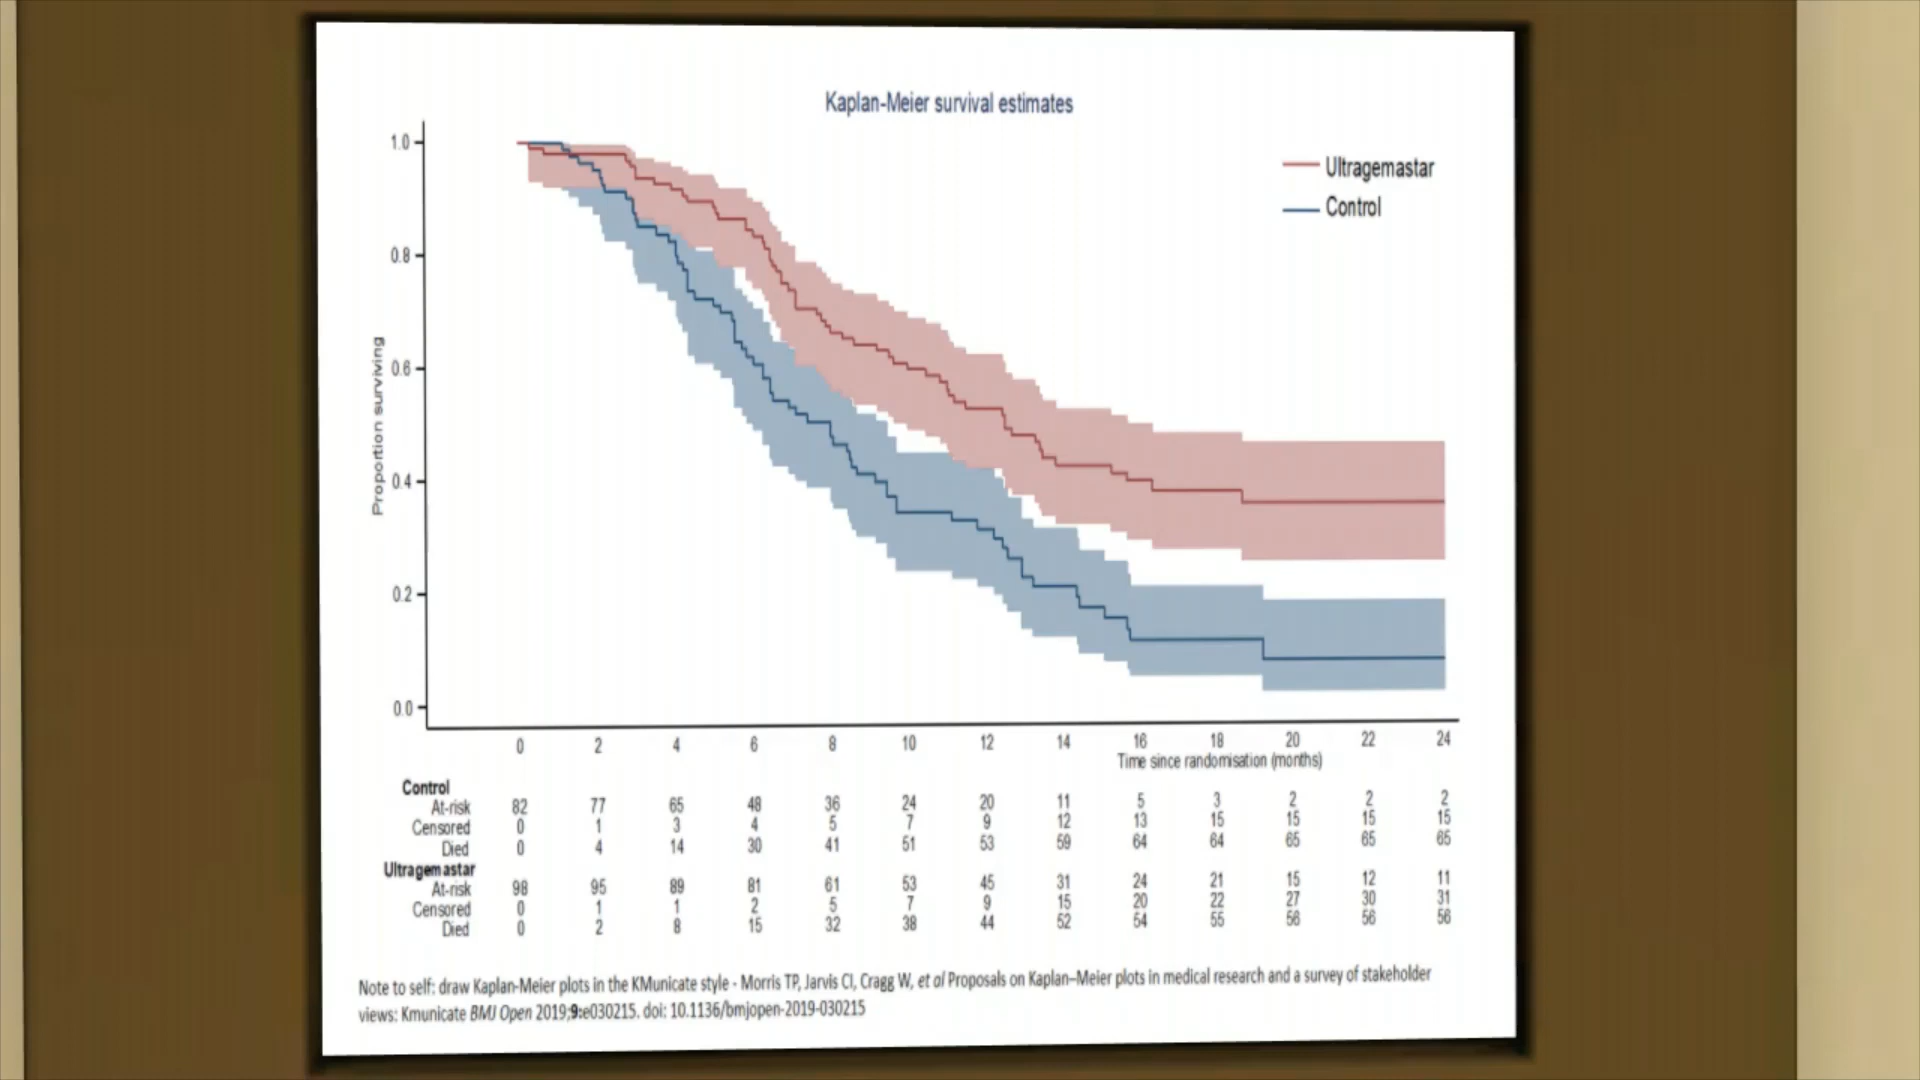 Kaplan-Meier survival estimates
Ultragemastar
Control
Proportion surviving
1.0
0.8
0.6
0.4
0.2
0.0
0 2 4 6 8 10 12 14 16 18 20 22 24
Time since randomisation (months)
Control
At-risk 82 77 65 48 36 24 20 11 5 3 2 2 2
Censored 0 1 3 4 5 7 9 12 13 15 15 15 15
Died 0 4 14 30 41 51 53 59 64 64 65 65 65
Ultragemastar
At-risk 98 95 89 81 61 53 45 31 24 21 15 12 11
Censored 0 1 1 2 5 7 9 15 20 22 27 30 31
Died 0 2 8 15 32 38 44 52 54 55 56 56 56
Note to self: draw Kaplan-Meier plots in the KMunicate style - Morris TP, Jarvis CI, Cragg W, et al Proposals on Kaplan–Meier plots in medical research and a survey of stakeholder
views: Kmunicate BMJ Open 2019;9:e030215. doi: 10.1136/bmjopen-2019-030215